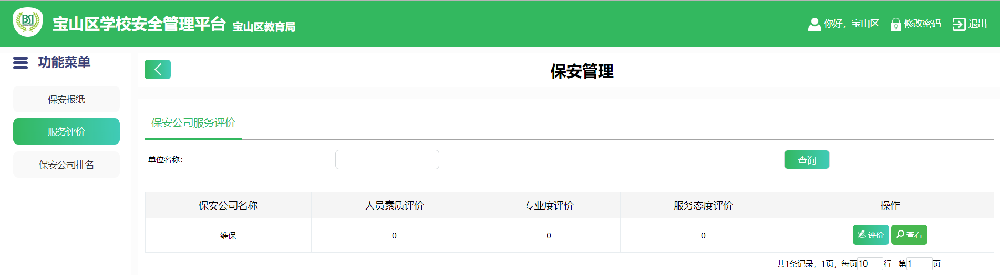 宝山区学校安全管理平台 宝山区教育局
你好，宝山区 修改密码 退出
功能菜单
保安报纸
服务评价
保安公司排名
保安管理
保安公司服务评价
单位名称： 查询
保安公司名称 人员素质评价 专业度评价 服务态度评价 操作
维保 0 0 0 评价 查看
共1条记录，1页，每页10行 第1页